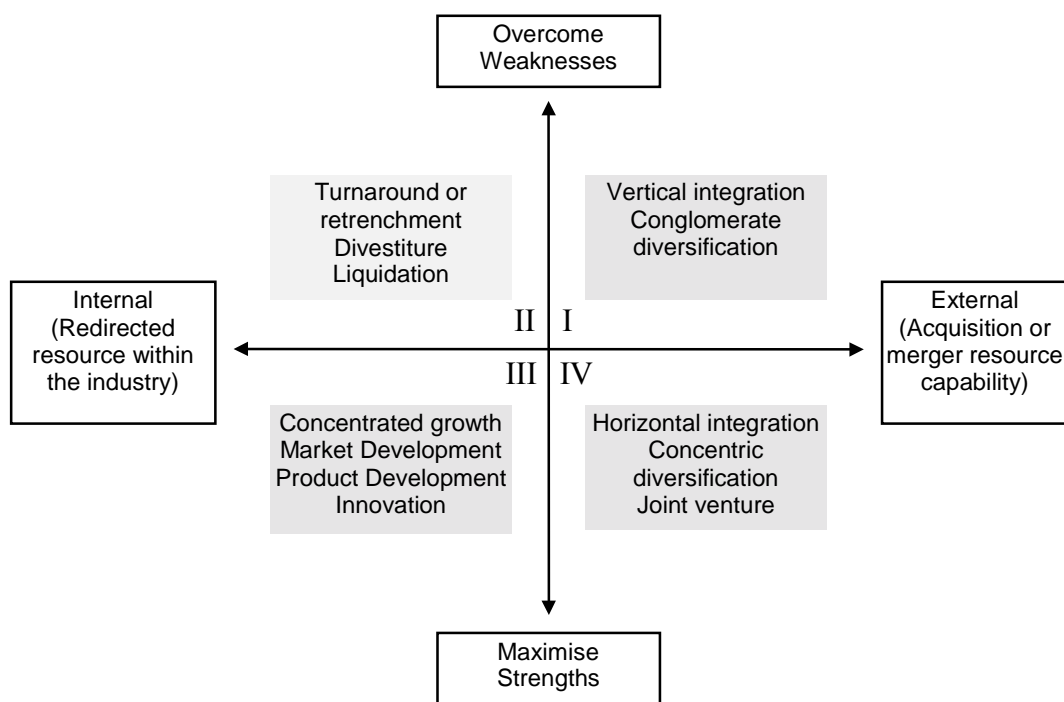 Overcome
Weaknesses
Turnaround or
retrenchment
Divestiture
Liquidation
Vertical integration
Conglomerate
diversification
Internal
(Redirected
resource within
the industry)
II
I
External
(Acquisition or
merger resource
capability)
III
IV
Concentrated growth
Market Development
Product Development
Innovation
Horizontal integration
Concentric
diversification
Joint venture
Maximise
Strengths